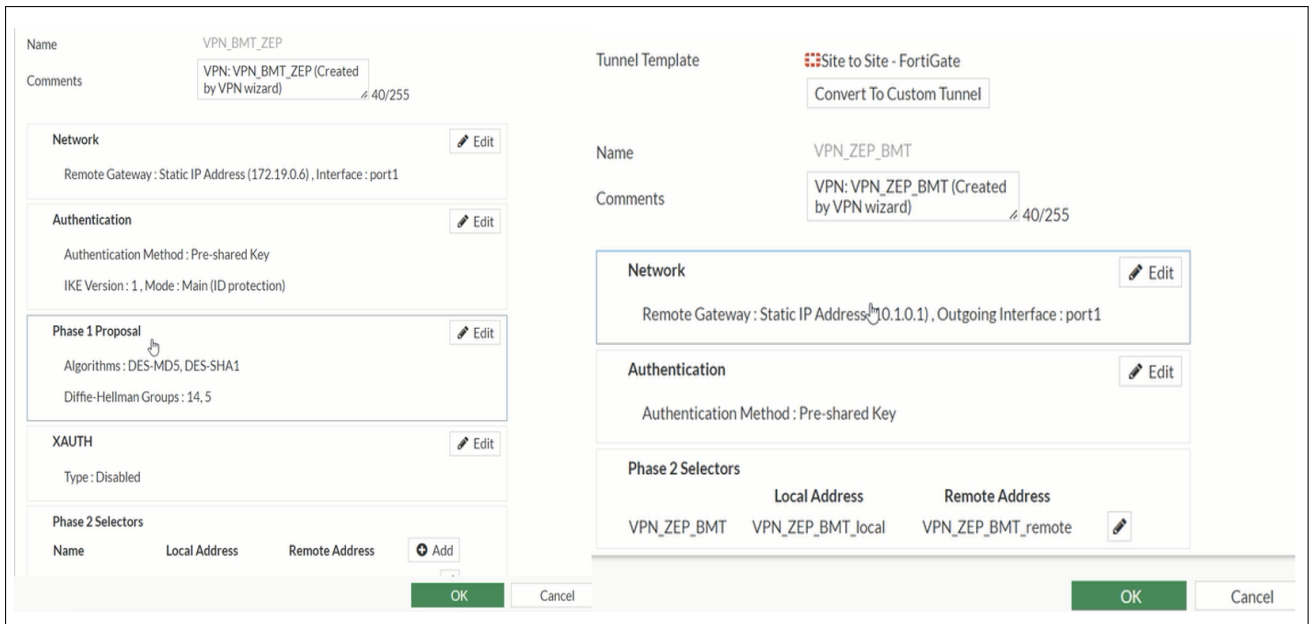 Name
VPN_BMT_ZEP
Comments
VPN: VPN_BMT_ZEP (Created
by VPN wizard)
40/255
Network
Edit
Remote Gateway : Static IP Address (172.19.0.6) , Interface : port1
Authentication
Edit
Authentication Method : Pre-shared Key
IKE Version : 1 , Mode : Main (ID protection)
Phase 1 Proposal
Edit
Algorithms : DES-MD5, DES-SHA1
Diffie-Hellman Groups : 14, 5
XAUTH
Edit
Type : Disabled
Phase 2 Selectors
Name Local Address Remote Address Add
OK Cancel
Tunnel Template
Site to Site - FortiGate
Convert To Custom Tunnel
Name
VPN_ZEP_BMT
Comments
VPN: VPN_ZEP_BMT (Created
by VPN wizard)
40/255
Network
Edit
Remote Gateway : Static IP Address 10.1.0.1) , Outgoing Interface : port1
Authentication
Edit
Authentication Method : Pre-shared Key
Phase 2 Selectors
Local Address Remote Address
VPN_ZEP_BMT VPN_ZEP_BMT_local VPN_ZEP_BMT_remote
OK Cancel